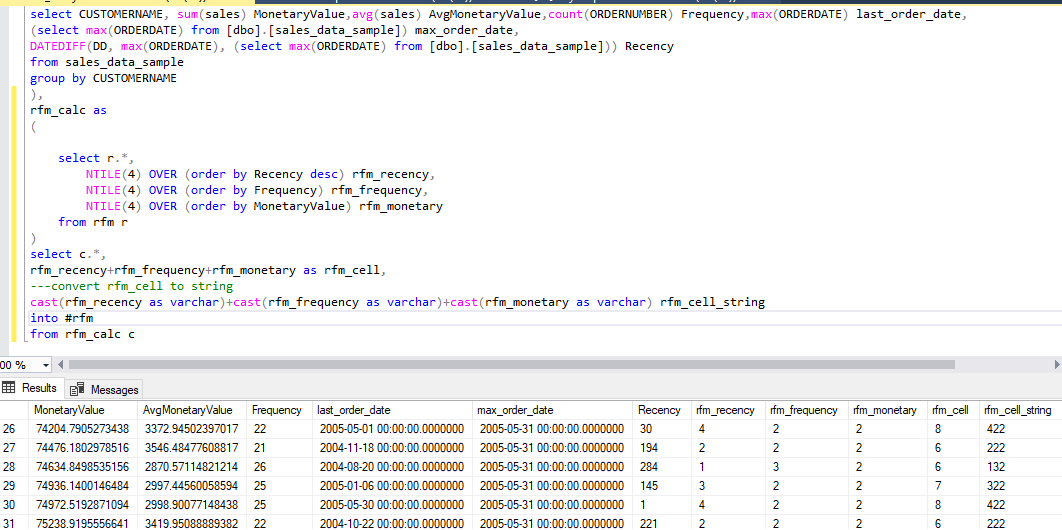 select CUSTOMERNAME, sum(sales) MonetaryValue,avg(sales) AvgMonetaryValue,count(ORDERNUMBER) Frequency,max(ORDERDATE) last_order_date,
(select max(ORDERDATE) from [dbo].[sales_data_sample]) max_order_date,
DATEDIFF(DD, max(ORDERDATE), (select max(ORDERDATE) from [dbo].[sales_data_sample])) Recency
from sales_data_sample
group by CUSTOMERNAME
),
rfm_calc as
(
select r.*,
NTILE(4) OVER (order by Recency desc) rfm_recency,
NTILE(4) OVER (order by Frequency) rfm_frequency,
NTILE(4) OVER (order by MonetaryValue) rfm_monetary
from rfm r
)
select c.*,
rfm_recency+rfm_frequency+rfm_monetary as rfm_cell,
---convert rfm_cell to string
cast(rfm_recency as varchar)+cast(rfm_frequency as varchar)+cast(rfm_monetary as varchar) rfm_cell_string
into #rfm
from rfm_calc c
00 %
Results Messages
MonetaryValue AvgMonetaryValue Frequency last_order_date max_order_date Recency rfm_recency rfm_frequency rfm_monetary rfm_cell rfm_cell_string
26 74204.7905273438 3372.94502397017 22 2005-05-01 00:00:00.0000000 2005-05-31 00:00:00.0000000 30 4 2 2 8 422
27 74476.1802978516 3546.48477608817 21 2004-11-18 00:00:00.0000000 2005-05-31 00:00:00.0000000 194 2 2 2 6 222
28 74634.8498535156 2870.57114821214 26 2004-08-20 00:00:00.0000000 2005-05-31 00:00:00.0000000 284 1 3 2 6 132
29 74936.1400146484 2997.44560058594 25 2005-01-06 00:00:00.0000000 2005-05-31 00:00:00.0000000 145 3 2 2 7 322
30 74972.5192871094 2998.90077148438 25 2005-05-30 00:00:00.0000000 2005-05-31 00:00:00.0000000 1 4 2 2 8 422
31 75238.9195556641 3419.95088889382 22 2004-10-22 00:00:00.0000000 2005-05-31 00:00:00.0000000 221 2 2 2 6 222